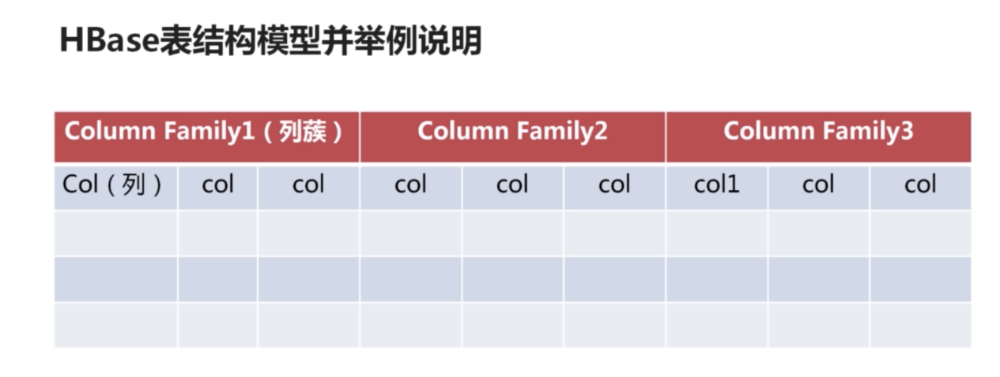 HBase表结构模型并举例说明
Column Family1（列蔟） Column Family2 Column Family3
Col（列） col col col col col col1 col col